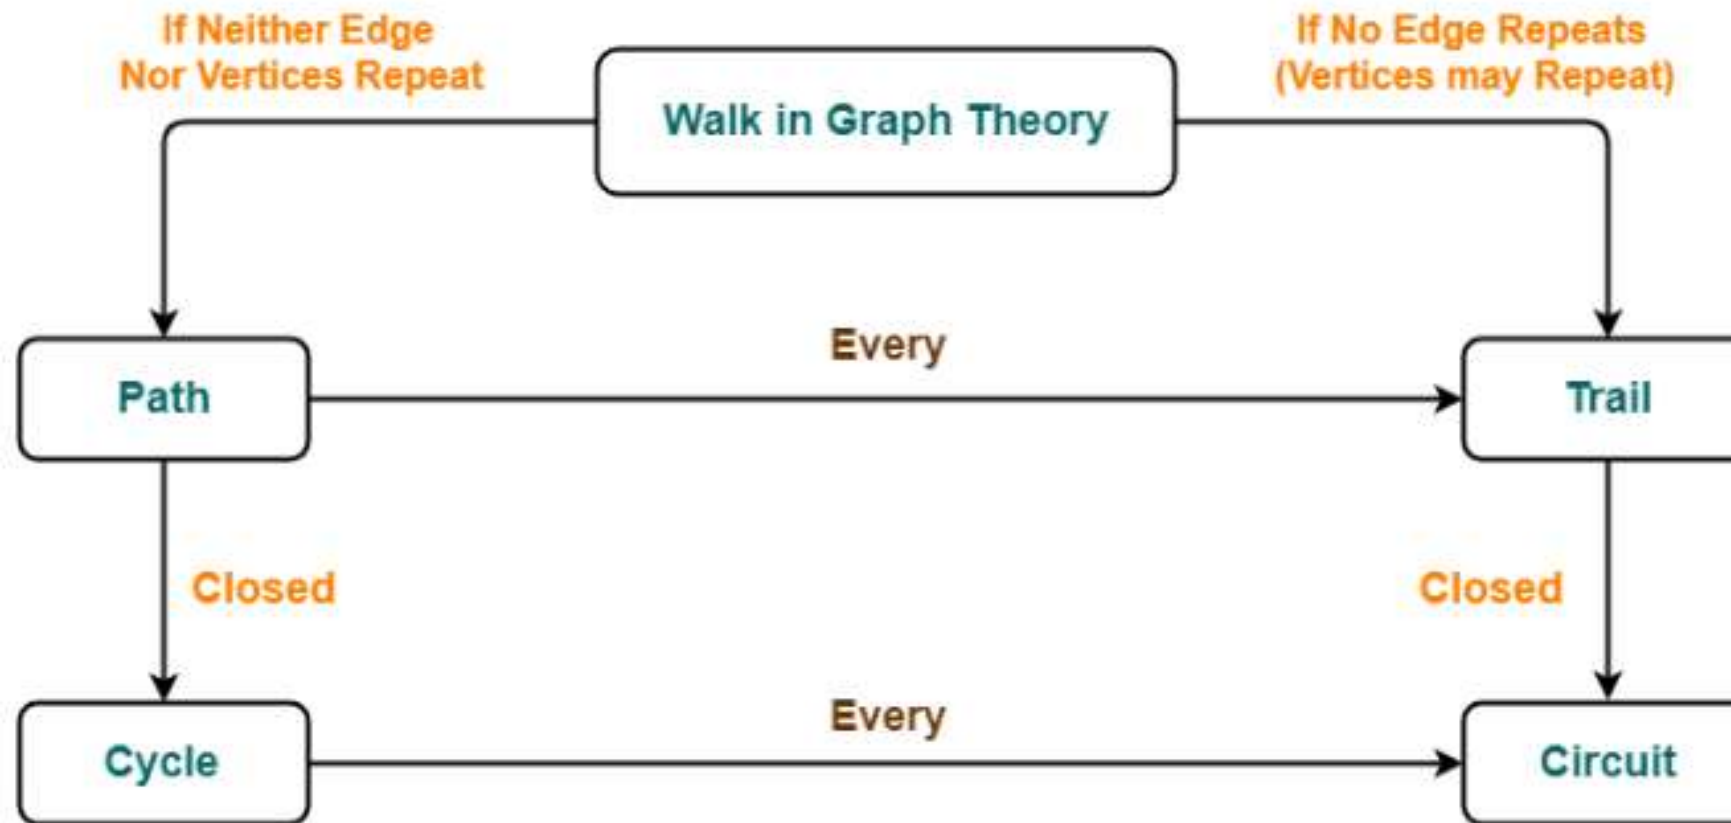 If Neither Edge
Nor Vertices Repeat
Walk in Graph Theory
If No Edge Repeats
(Vertices may Repeat)
Path
Every
Trail
Closed
Closed
Cycle
Every
Circuit